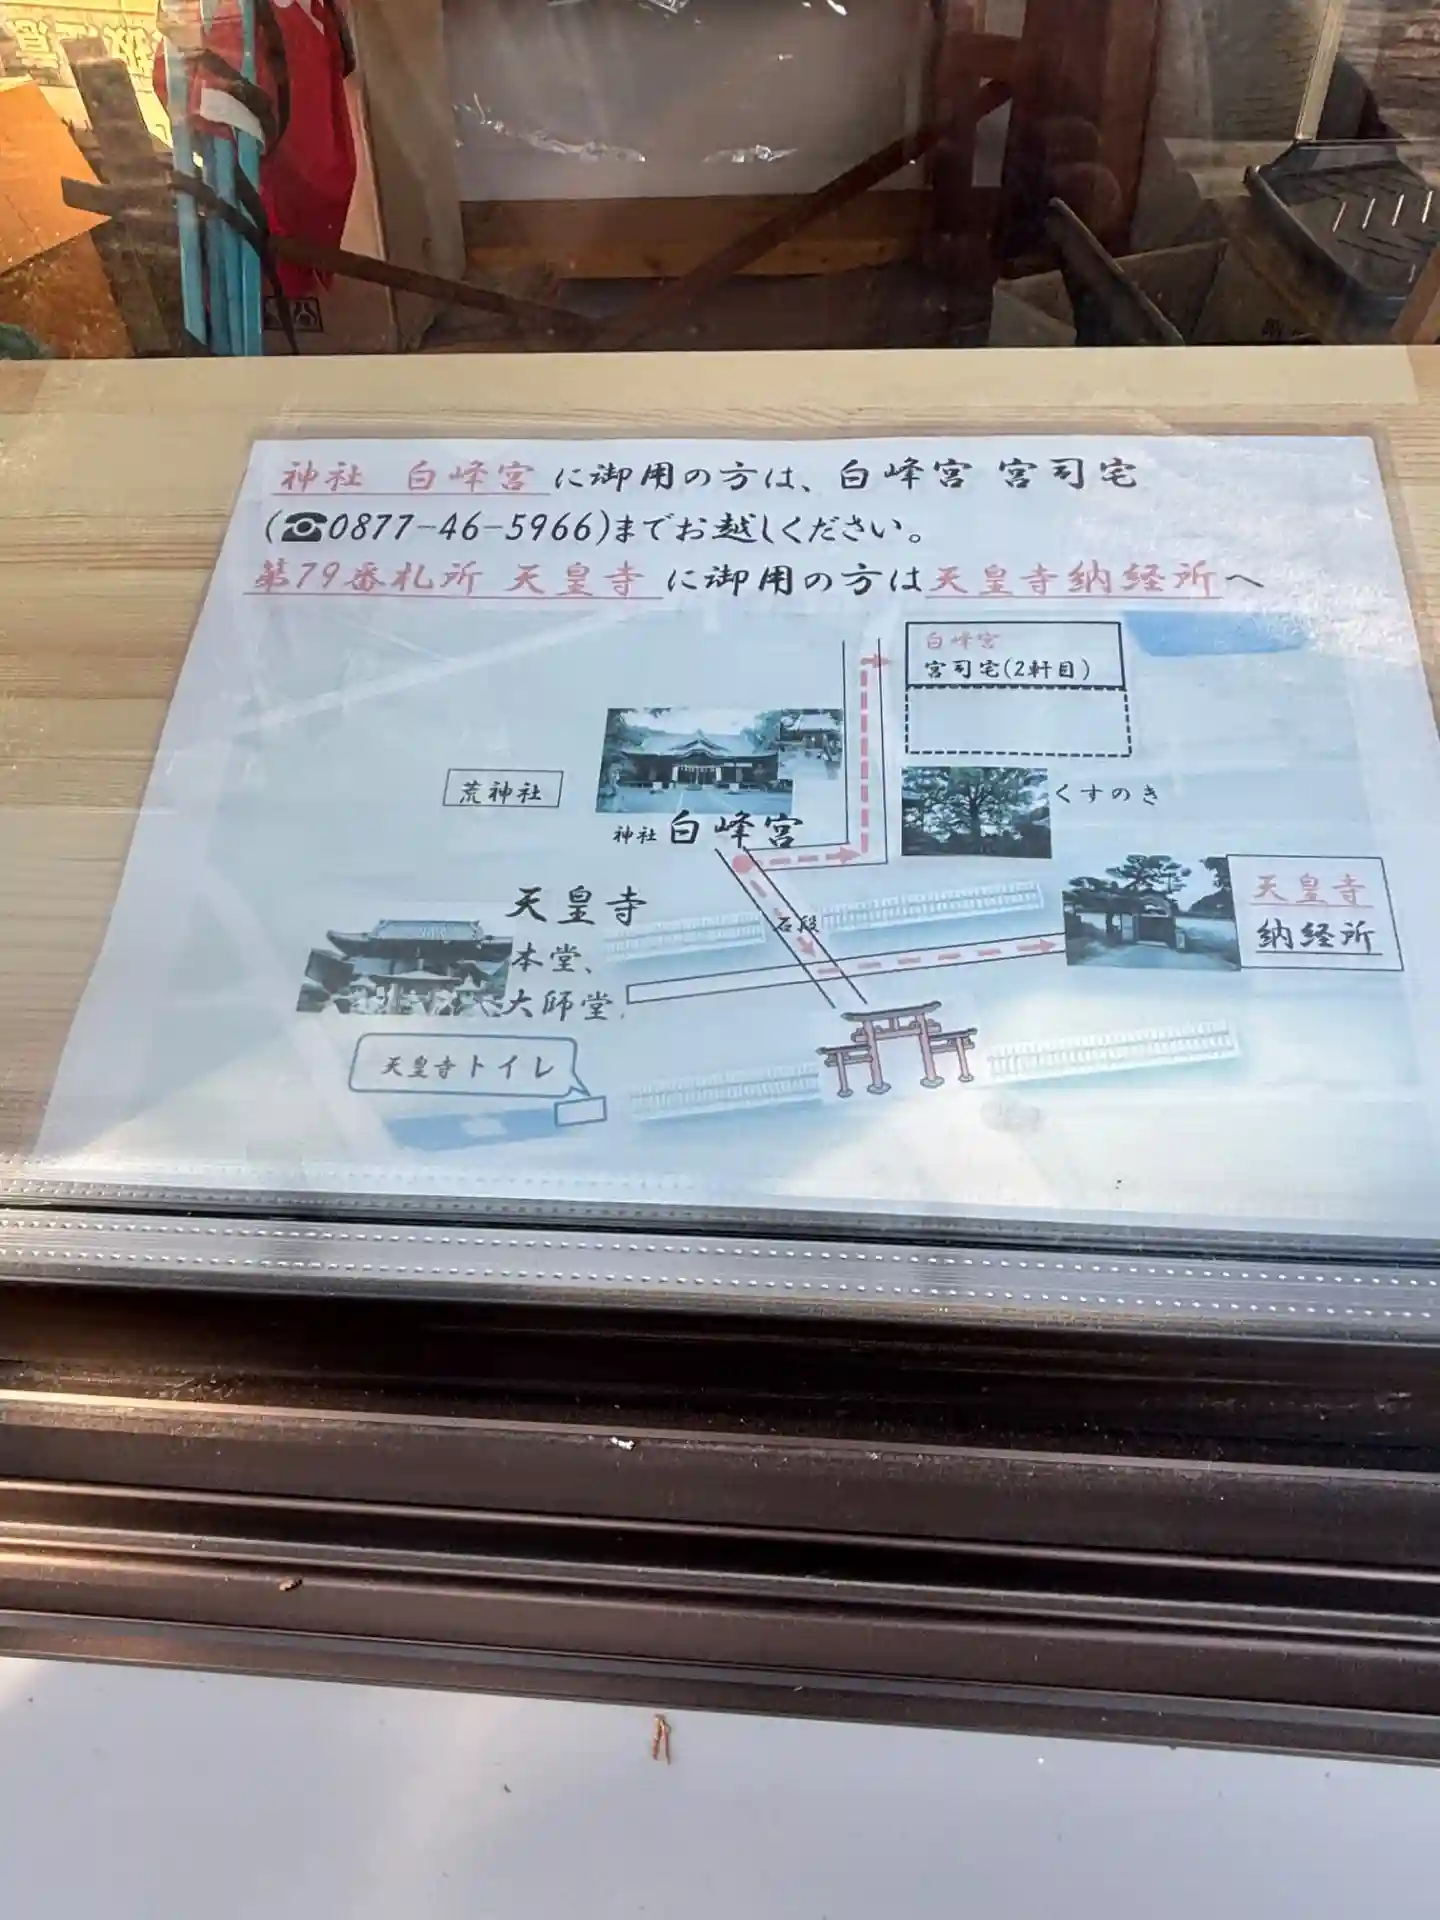 神社 白峰宮に御用の方は、白峰宮 宮司宅
(☎0877-46-5966)までお越しください。
第79番札所 天皇寺に御用の方は天皇寺納経所へ
白峰宮
宮司宅(2軒目)
荒神社
くすのき
神社 白峰宮
天皇寺
納経所
天皇寺
本堂、
大師堂
石段
天皇寺トイレ